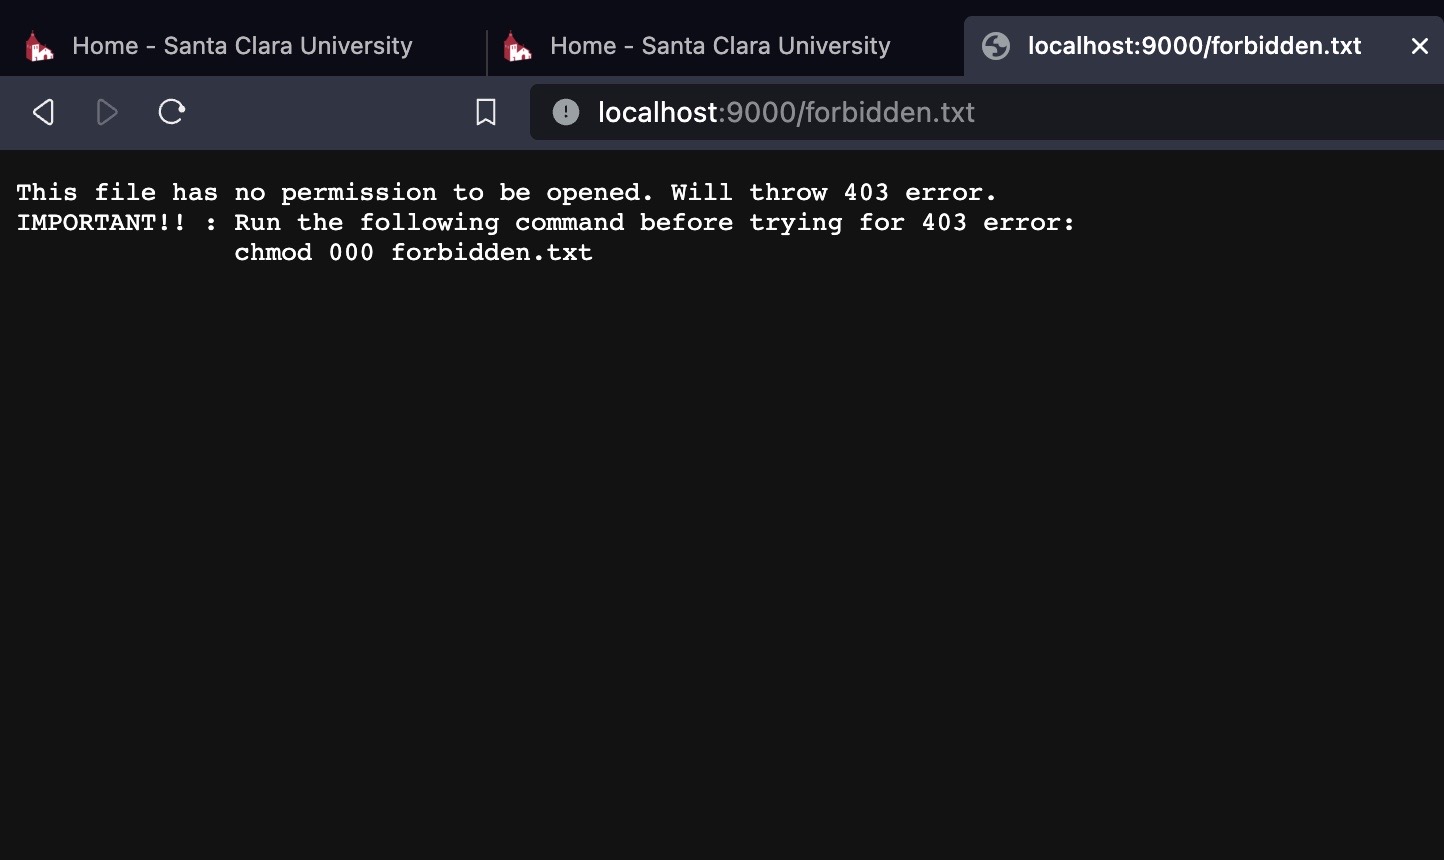 Home - Santa Clara University
Home - Santa Clara University
localhost:9000/forbidden.txt
localhost:9000/forbidden.txt
This file has no permission to be opened. Will throw 403 error.
IMPORTANT!! : Run the following command before trying for 403 error:
chmod 000 forbidden.txt